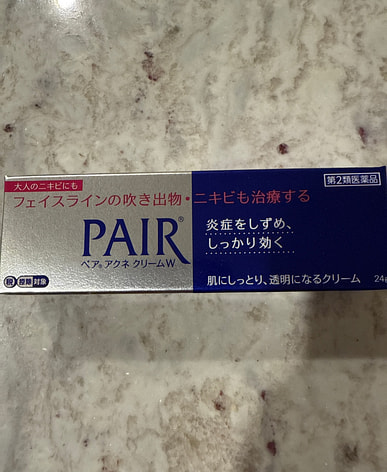 大人のニキビにも
第2類医薬品
フェイスラインの吹き出物・ニキビも治療する
PAIR®
ペア® アクネ クリームW
炎症をしずめ、
しっかり効く
税 控除 対象
肌にしっとり、透明になるクリーム 24g